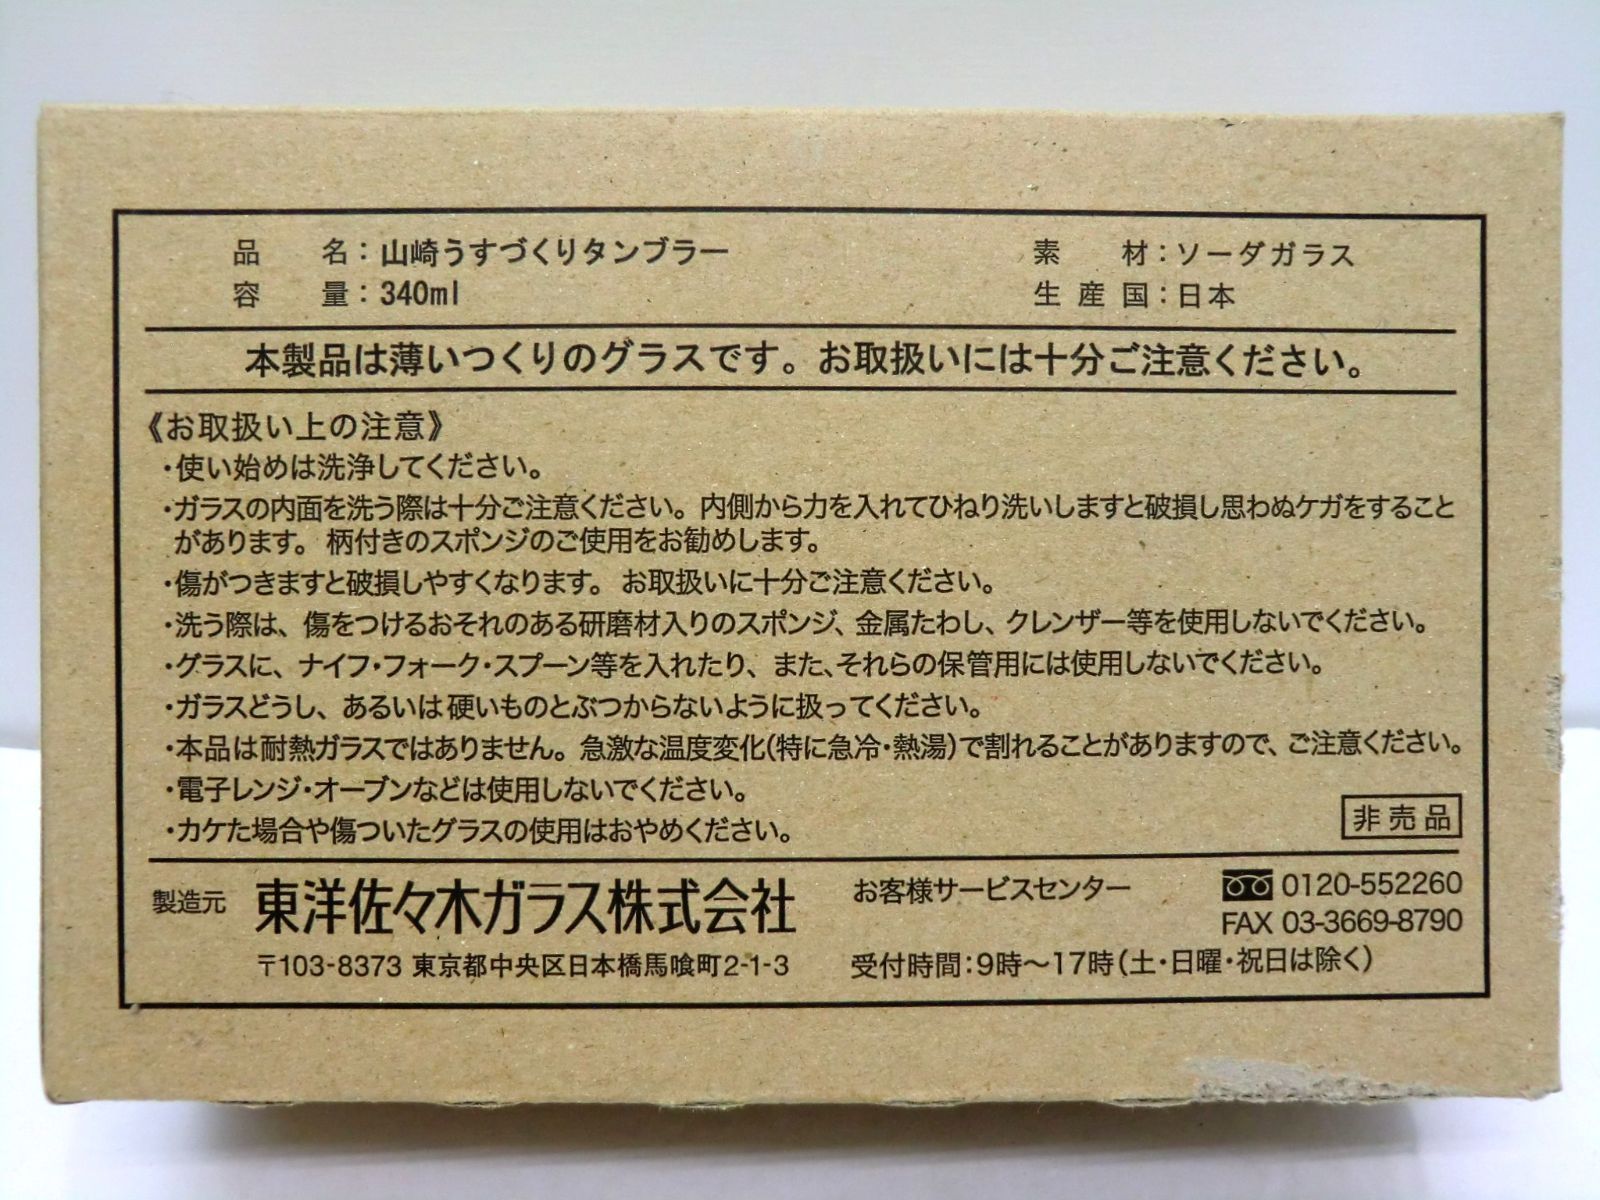 品　名：山崎うすづくりタンブラー
素　材：ソーダガラス
容　量：340ml
生産国：日本
本製品は薄いつくりのグラスです。お取扱いには十分ご注意ください。
《お取扱い上の注意》
・使い始めは洗浄してください。
・ガラスの内面を洗う際は十分ご注意ください。内側から力を入れてひねり洗いしますと破損し思わぬケガをすること
があります。柄付きのスポンジのご使用をお勧めします。
・傷がつきますと破損しやすくなります。お取扱いに十分ご注意ください。
・洗う際は、傷をつけるおそれのある研磨材入りのスポンジ、金属たわし、クレンザー等を使用しないでください。
・グラスに、ナイフ・フォーク・スプーン等を入れたり、また、それらの保管用には使用しないでください。
・ガラスどうし、あるいは硬いものとぶつからないように扱ってください。
・本品は耐熱ガラスではありません。急激な温度変化(特に急冷・熱湯)で割れることがありますので、ご注意ください。
・電子レンジ・オーブンなどは使用しないでください。
・カケた場合や傷ついたグラスの使用はおやめください。
非売品
製造元 東洋佐々木ガラス株式会社
〒103-8373 東京都中央区日本橋馬喰町2-1-3
お客様サービスセンター 0120-552260
FAX 03-3669-8790
受付時間：9時～17時(土・日曜・祝日は除く)